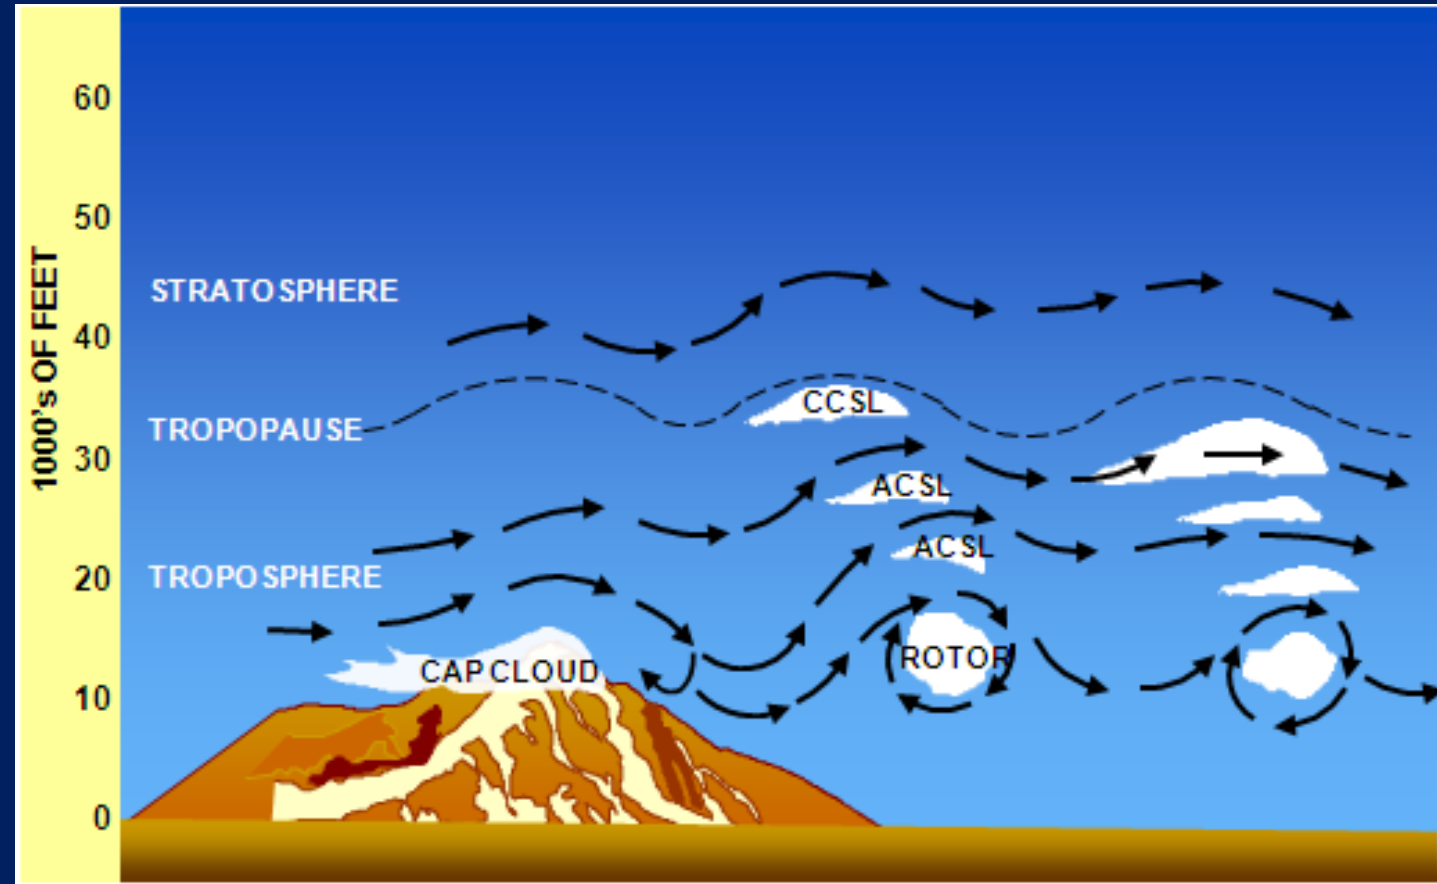 1000's OF FEET
60
50
40
30
20
10
0
STRATOSPHERE
TROPOPAUSE
TROPOSPHERE
CCSL
ACSL
ACSL
CAP CLOUD
ROTOR